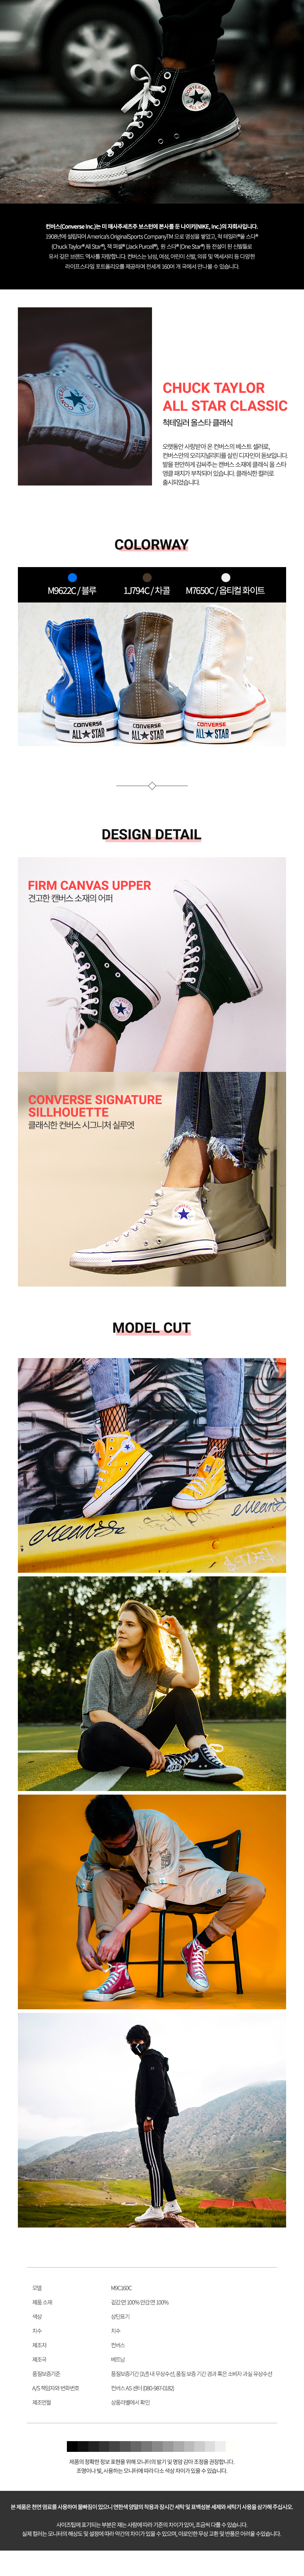 컨버스(Converse Inc.)는 미 매사추세츠주 보스턴에 본사를 둔 나이키(NIKE, Inc.)의 자회사입니다.
1908년에 설립되어 America's OriginalSports CompanyTM 으로 명성을 쌓았고, 척 테일러® 올 스타®
(Chuck Taylor® All Star®), 잭 퍼셀® (Jack Purcell®), 원 스타® (One Star®) 등 전설이 된 신발들로
유서 깊은 브랜드 역사를 자랑합니다. 컨버스는 남성, 여성, 어린이 신발, 의류 및 액세서리 등 다양한
라이프스타일 포트폴리오를 제공하며 전세계 160여 개 국에서 만나볼 수 있습니다.
CHUCK TAYLOR
ALL STAR CLASSIC
척테일러 올스타 클래식
오랫동안 사랑받아 온 컨버스의 베스트 셀러로,
컨버스만의 오리지널리티를 살린 디자인이 돋보입니다.
발을 편안하게 감싸주는 캔버스 소재에 클래식 올 스타
앵클 패치가 부착되어 있습니다. 클래식한 컬러로
출시되었습니다.
COLORWAY
M9622C / 블루 1J794C / 차콜 M7650C / 옵티컬 화이트
CONVERSE CONVERSE CONVERSE
ALL★STAR ALL★STAR ALL★STAR
DESIGN DETAIL
FIRM CANVAS UPPER
견고한 캔버스 소재의 어퍼
CONVERSE SIGNATURE
SILLHOUETTE
클래식한 컨버스 시그니처 실루엣
MODEL CUT
모델 M9C160C
제품 소재 겉감:면 100% 안감:면 100%
색상 상단표기
치수 치수
제조자 컨버스
제조국 베트남
품질보증기준 품질보증기간 (1년) 내 무상수선, 품질 보증 기간 경과 혹은 소비자 과실 유상수선
A/S 책임자와 번화번호 컨버스 AS 센터 (080-987-0182)
제조연월 상품라벨에서 확인
제품의 정확한 정보 표현을 위해 모니터의 밝기 및 명암 감마 조정을 권장합니다.
조명이나 빛, 사용하는 모니터에 따라 다소 색상 차이가 있을 수 있습니다.
본 제품은 천연 염료를 사용하여 물빠짐이 있으니 연한색 양말의 착용과 장시간 세탁 및 표백성분 세제와 세탁기 사용을 삼가해 주십시오.
사이즈팁에 표기되는 부분은 재는 사람에 따라 기준의 차이가 있어, 조금씩 다를 수 있습니다.
실제 컬러는 모니터의 해상도 및 설정에 따라 약간의 차이가 있을 수 있으며, 이로인한 무상 교환 및 반품은 어려울 수있습니다.